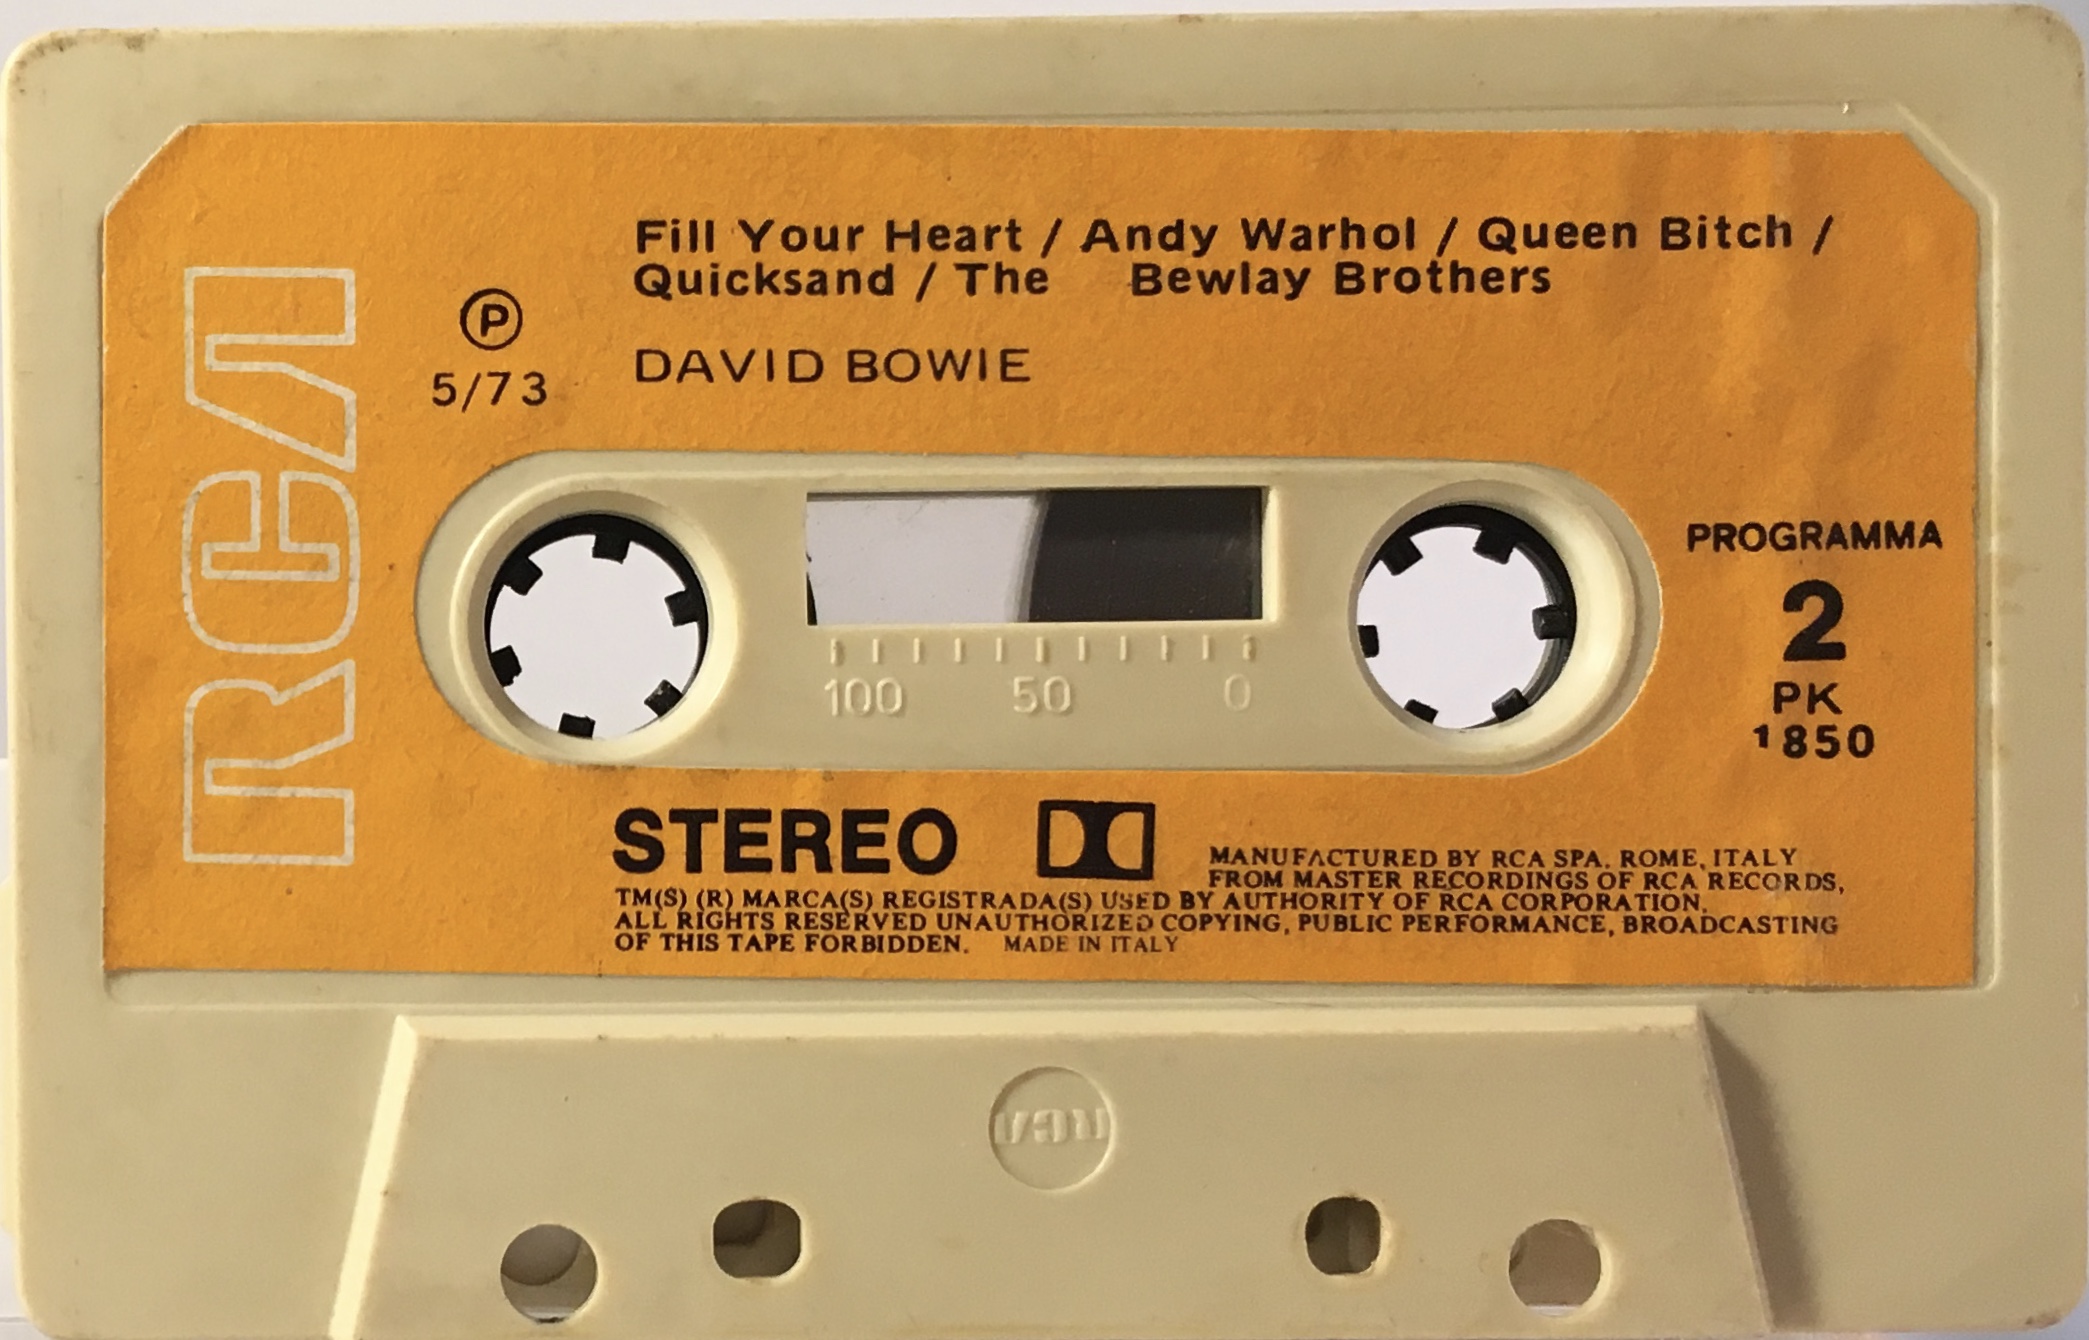 RCA
Fill Your Heart / Andy Warhol / Queen Bitch /
Quicksand / The Bewlay Brothers
Ⓟ
5/73
DAVID BOWIE
PROGRAMMA
2
PK
1850
100 50 0
STEREO
MANUFACTURED BY RCA SPA. ROME, ITALY
FROM MASTER RECORDINGS OF RCA RECORDS,
TM(S) (R) MARCA(S) REGISTRADA(S) USED BY AUTHORITY OF RCA CORPORATION,
ALL RIGHTS RESERVED UNAUTHORIZED COPYING, PUBLIC PERFORMANCE, BROADCASTING
OF THIS TAPE FORBIDDEN. MADE IN ITALY
RCA